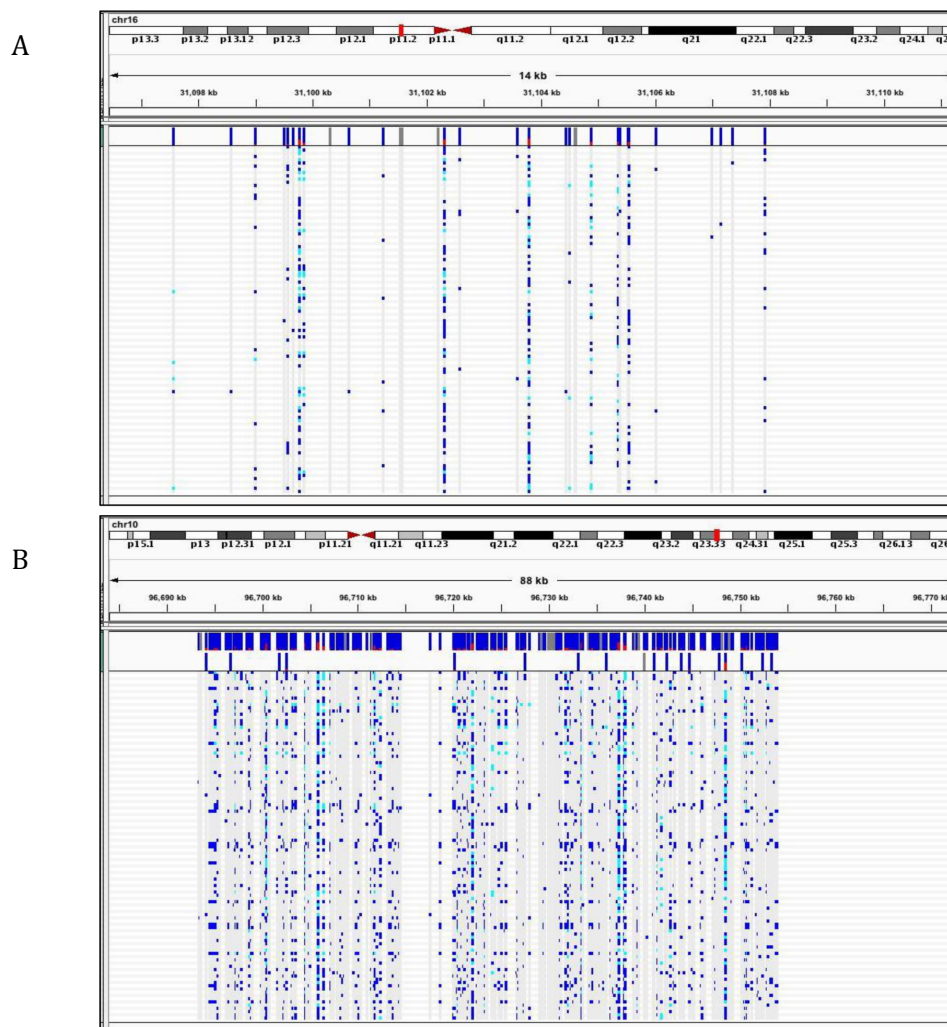 A
chr16
p13.3 p13.2 p13.12 p12.3 p12.1 p11.2 p11.1 q11.2 q12.1 q12.2 q21 q22.1 q22.3 q23.2 q24.1
14 kb
31,098 kb 31,100 kb 31,102 kb 31,104 kb 31,106 kb 31,108 kb 31,110 kb
B
chr10
p15.1 p13 p12.31 p12.1 p11.21 q11.21 q11.23 q21.2 q22.1 q22.3 q23.2 q23.33 q24.31 q25.1 q25.3 q26.13
88 kb
96,690 kb 96,700 kb 96,710 kb 96,720 kb 96,730 kb 96,740 kb 96,750 kb 96,760 kb 96,770 kb